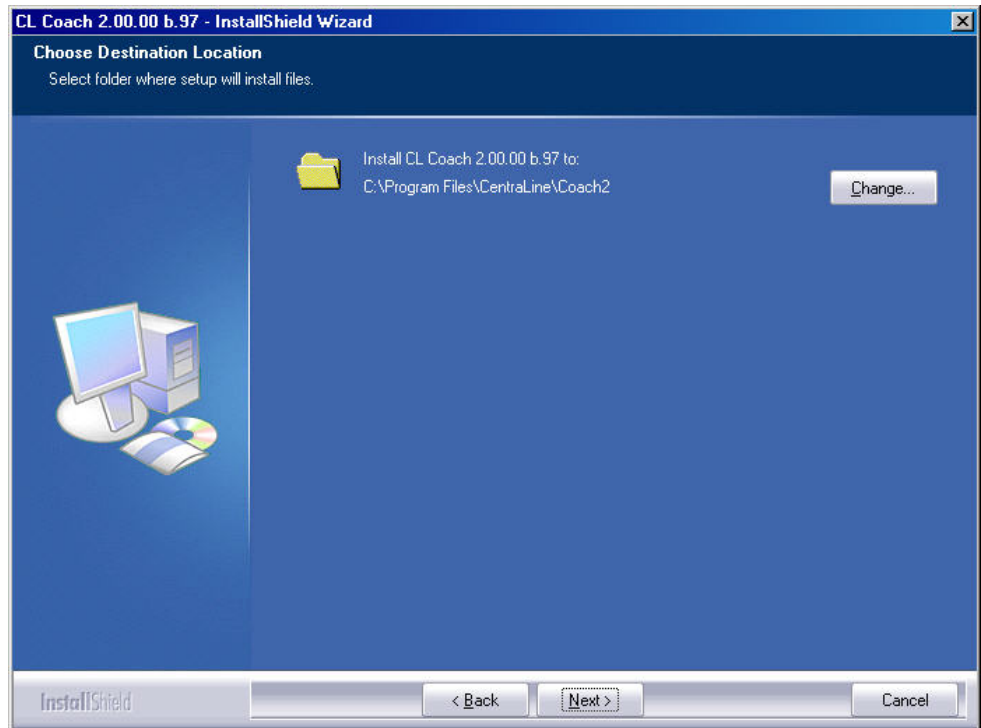 CL Coach 2.00.00 b.97 - InstallShield Wizard
Choose Destination Location
Select folder where setup will install files.
Install CL Coach 2.00.00 b.97 to:
C:\Program Files\CentraLine\Coach2
Change...
InstallShield
< Back
Next >
Cancel